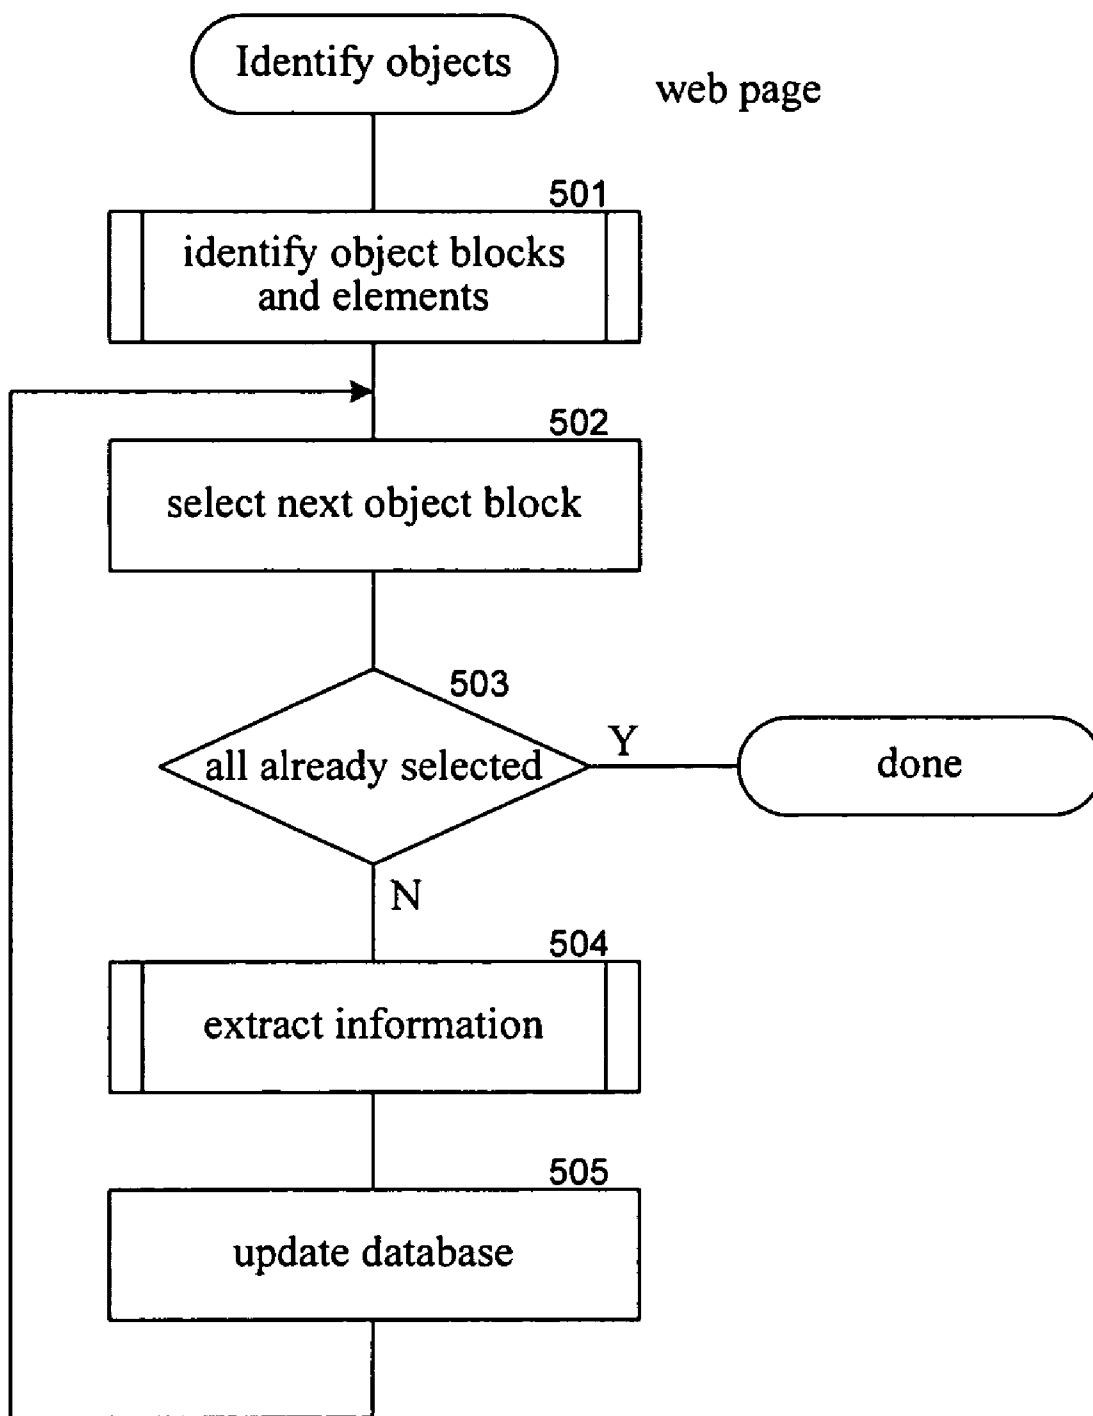 Identify objects
web page
501
identify object blocks
and elements
502
select next object block
503
all already selected
Y
done
N
504
extract information
505
update database